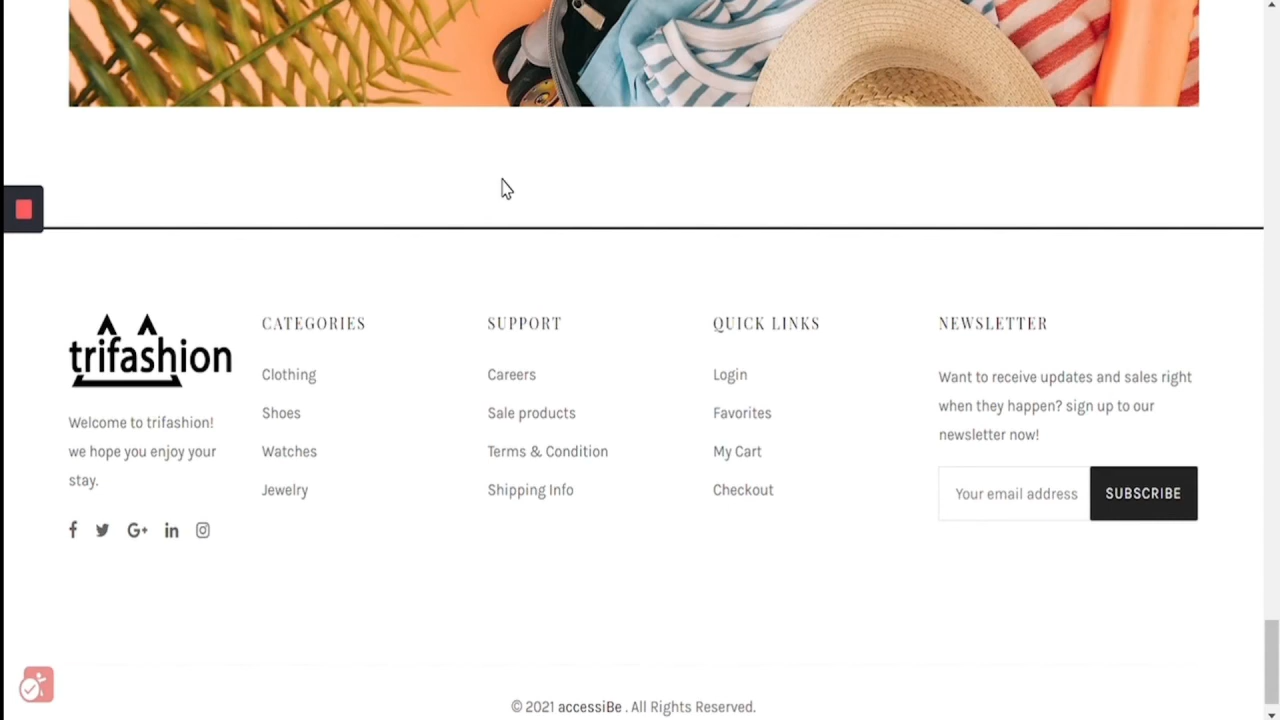 trifashion
Welcome to trifashion!
we hope you enjoy your
stay.
CATEGORIES
Clothing
Shoes
Watches
Jewelry
SUPPORT
Careers
Sale products
Terms & Condition
Shipping Info
QUICK LINKS
Login
Favorites
My Cart
Checkout
NEWSLETTER
Want to receive updates and sales right
when they happen? sign up to our
newsletter now!
Your email address
SUBSCRIBE
© 2021 accessiBe . All Rights Reserved.